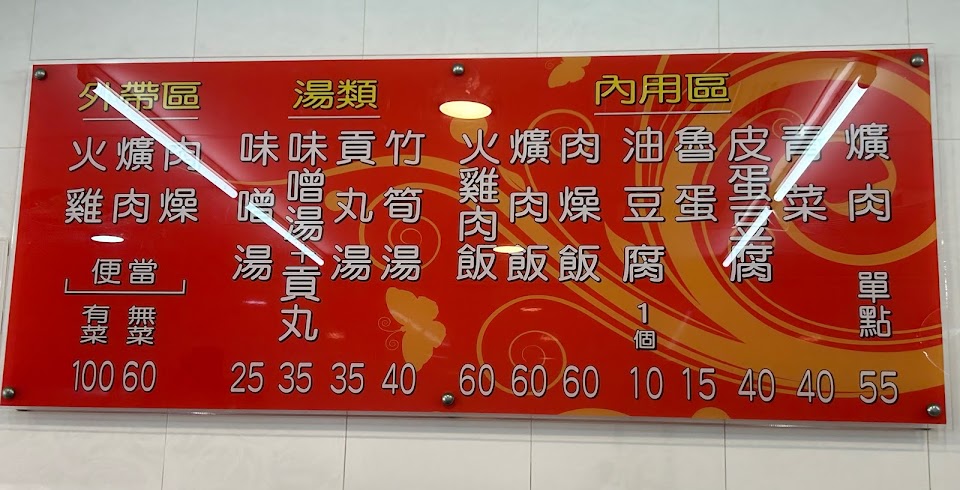 外帶區
火雞
爌肉
肉燥
便當
有菜
無菜
100
60
湯類
味噌湯
25
味噌湯+貢丸
35
貢丸湯
35
竹筍湯
40
內用區
火雞肉飯
60
爌肉飯
60
肉燥飯
60
油豆腐1個
10
魯蛋
15
皮蛋豆腐
40
青菜
40
爌肉單點
55